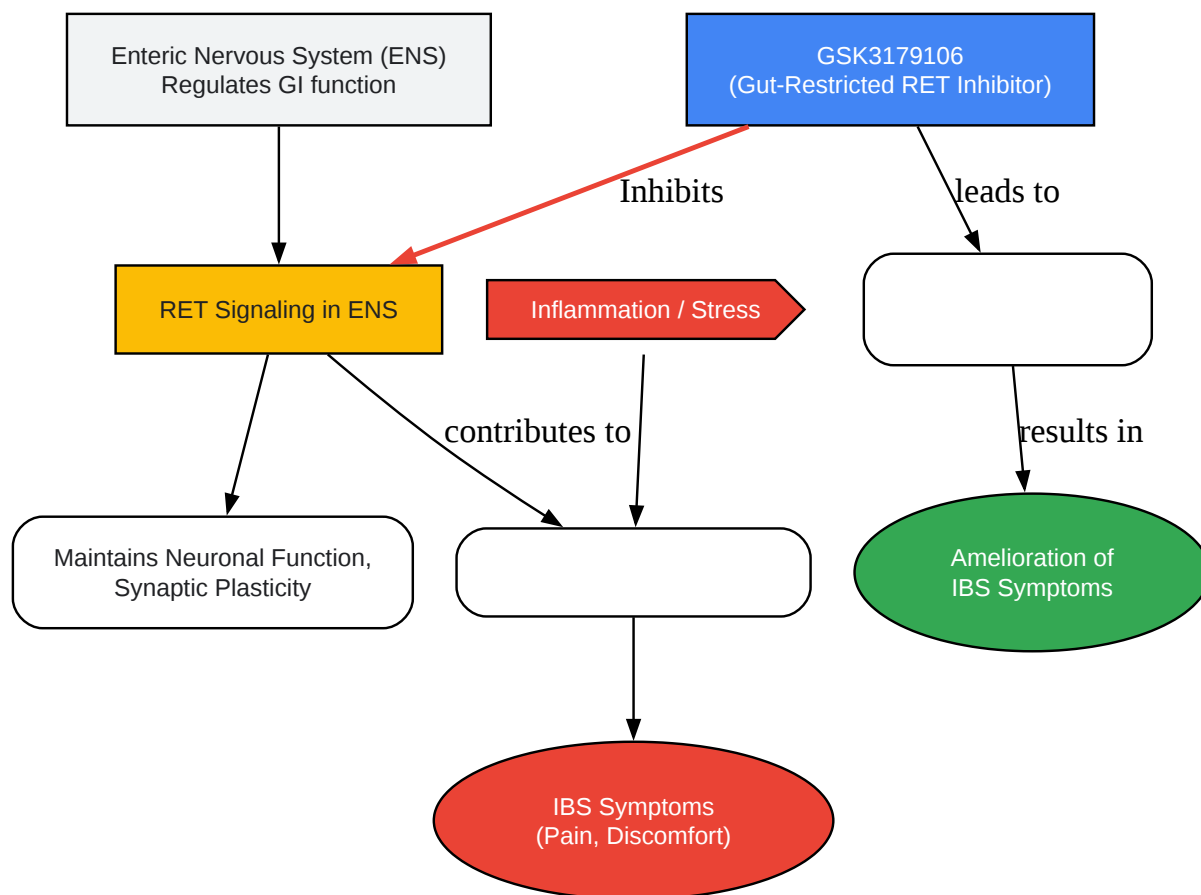 Enteric Nervous System (ENS)
Regulates GI function
GSK3179106
(Gut-Restricted RET Inhibitor)
Inhibits
leads to
RET Signaling in ENS
Inflammation / Stress
contributes to
results in
Maintains Neuronal Function,
Synaptic Plasticity
Amelioration of
IBS Symptoms
IBS Symptoms
(Pain, Discomfort)